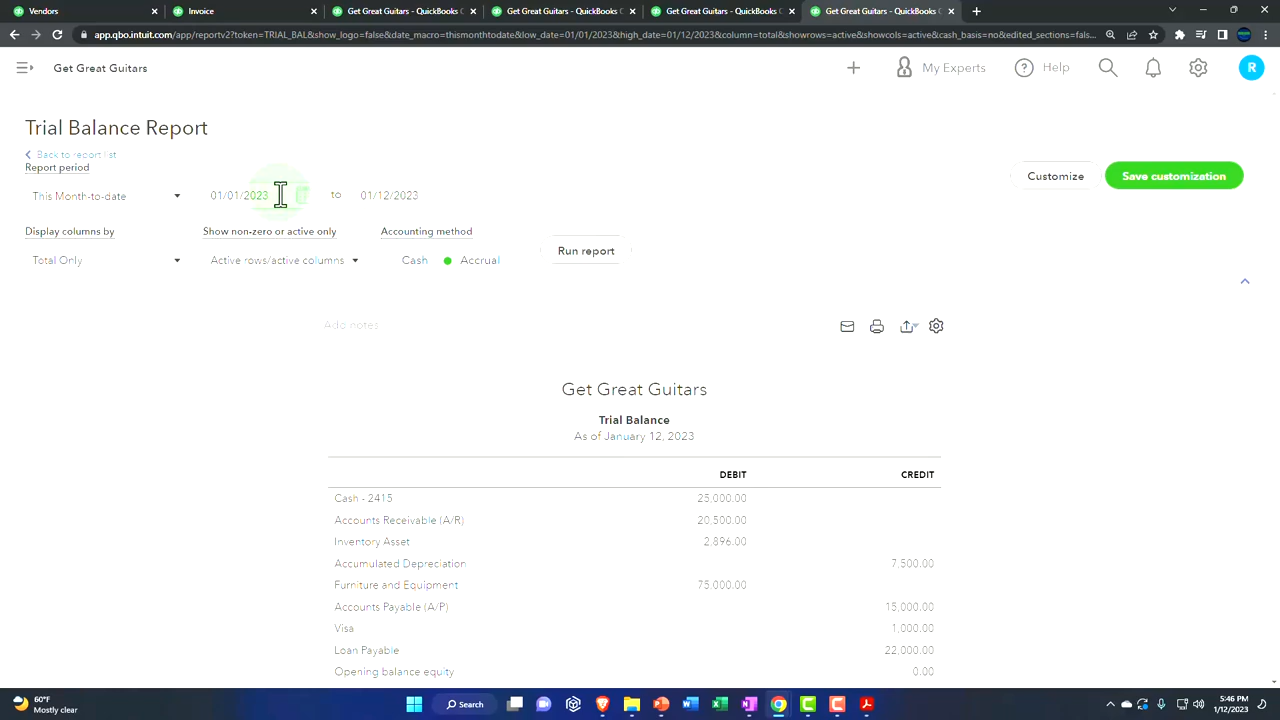 Vendors
Invoice
Get Great Guitars - QuickBooks C
Get Great Guitars - QuickBooks C
Get Great Guitars - QuickBooks C
Get Great Guitars - QuickBooks C
app.qbo.intuit.com/app/reportv2?token=TRIAL_BAL&show_logo=false&date_macro=thismonthtodate&low_date=01/01/2023&high_date=01/12/2023&column=total&showrows=active&showcols=active&cash_basis=no&edited_sections=fals...
Get Great Guitars
My Experts
Help
R
Trial Balance Report
Back to report list
Report period
This Month-to-date
01/01/2023
to
01/12/2023
Customize
Save customization
Display columns by
Show non-zero or active only
Accounting method
Total Only
Active rows/active columns
Cash
Accrual
Run report
Add notes
Get Great Guitars
Trial Balance
As of January 12, 2023
DEBIT CREDIT
Cash - 2415 25,000.00
Accounts Receivable (A/R) 20,500.00
Inventory Asset 2,896.00
Accumulated Depreciation 7,500.00
Furniture and Equipment 75,000.00
Accounts Payable (A/P) 15,000.00
Visa 1,000.00
Loan Payable 22,000.00
Opening balance equity 0.00
60°F
Mostly clear
Search
5:46 PM
1/12/2023